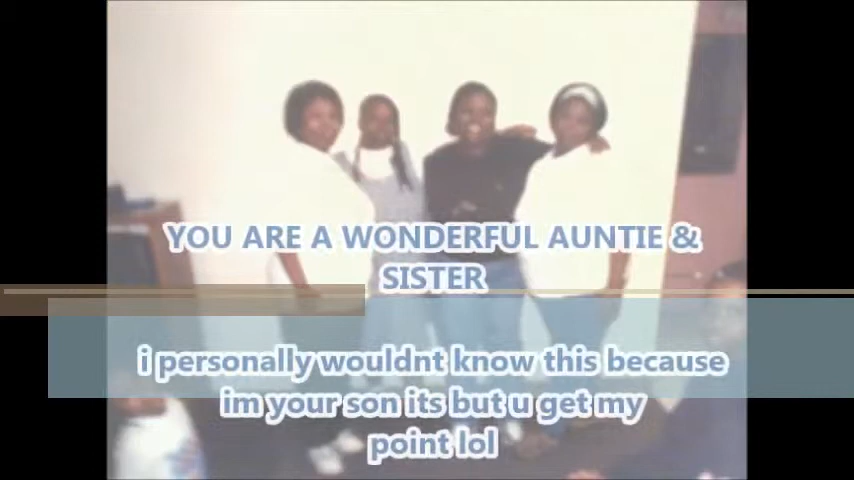 YOU ARE A WONDERFUL AUNTIE &
SISTER
i personally wouldnt know this because
im your son its but u get my
point lol